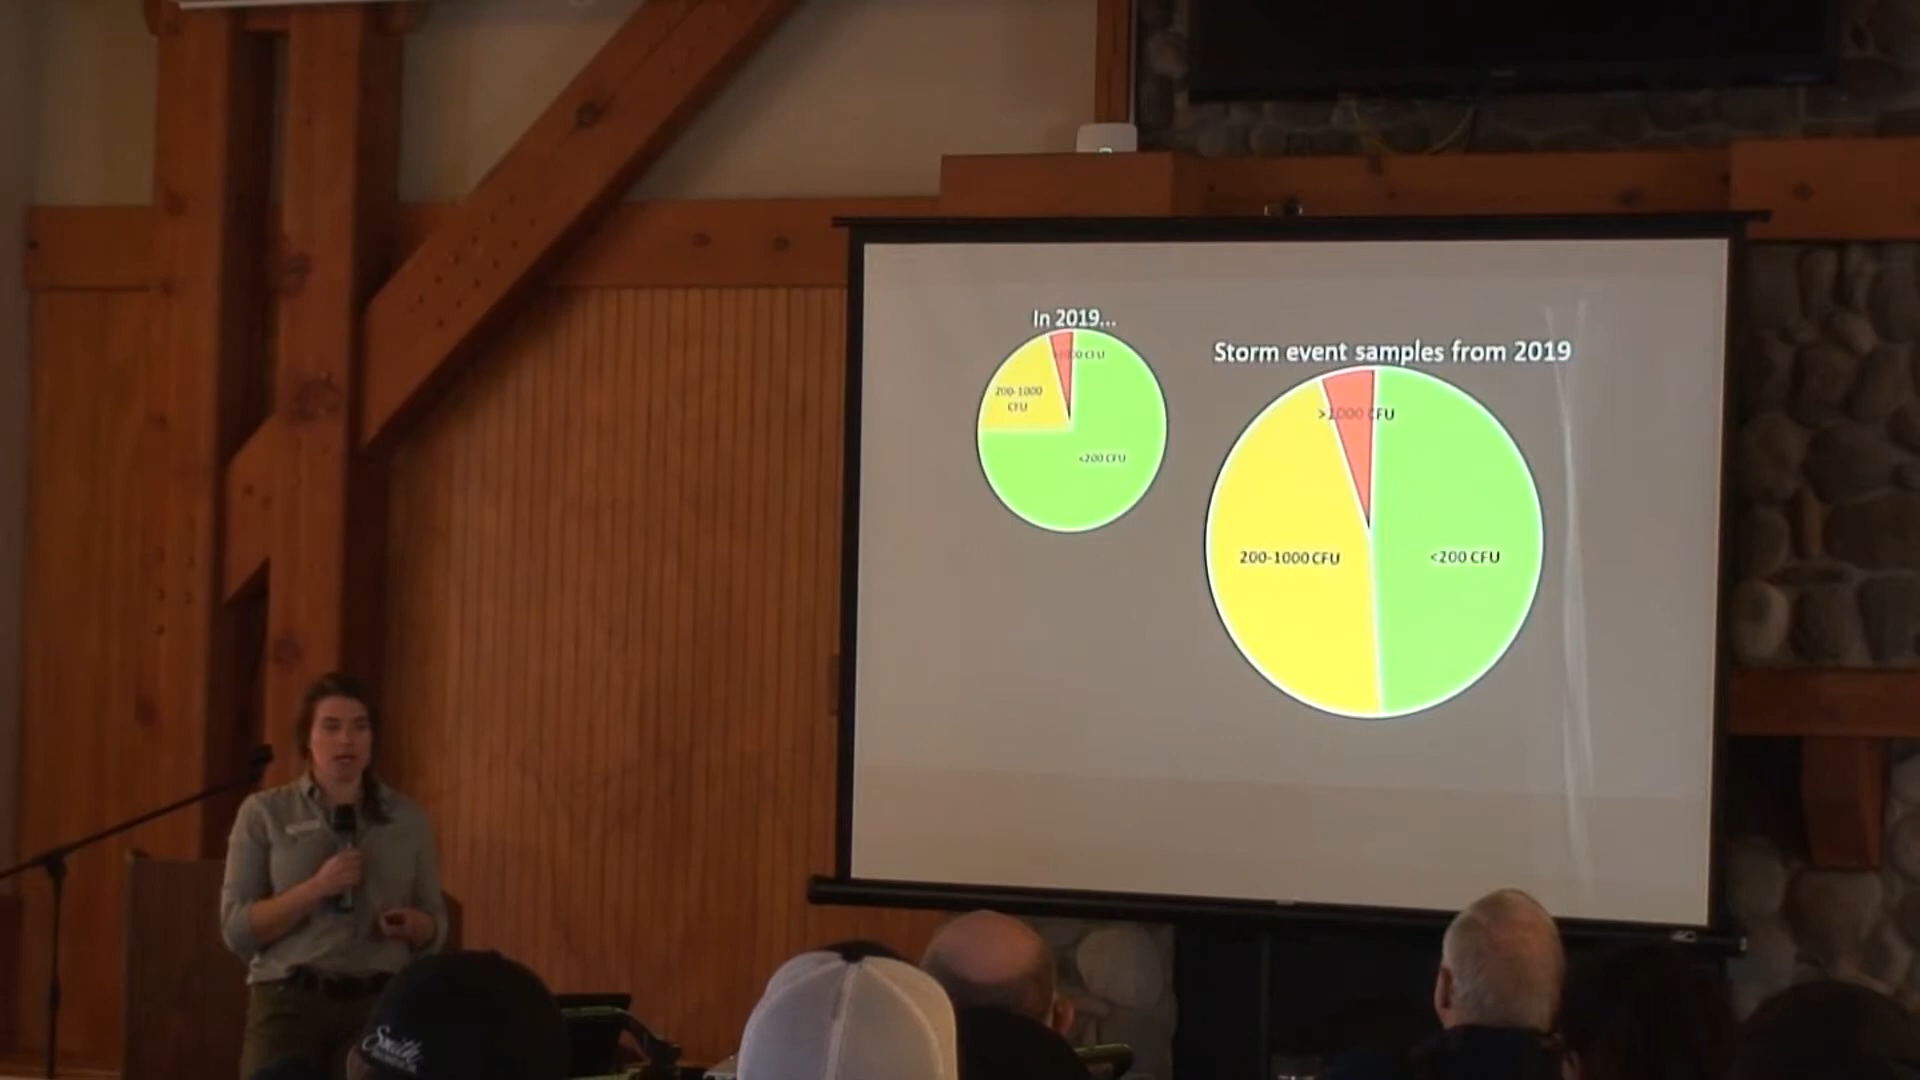 In 2019...
200-1000
CFU
<200 CFU
Storm event samples from 2019
>1000 CFU
200-1000 CFU
<200 CFU
Smith